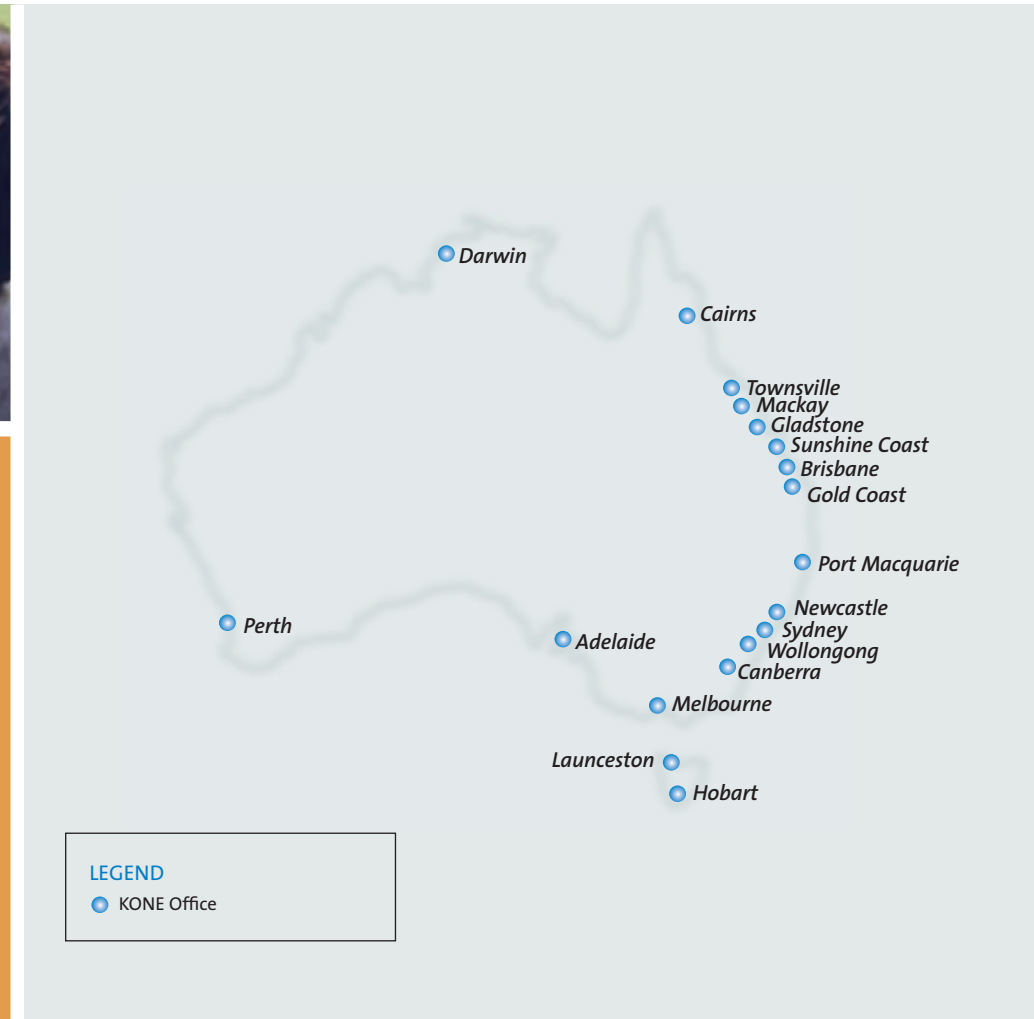 Darwin
Cairns
Townsville
Mackay
Gladstone
Sunshine Coast
Brisbane
Gold Coast
Port Macquarie
Newcastle
Perth
Sydney
Adelaide
Wollongong
Canberra
Melbourne
Launceston
Hobart
LEGEND
KONE Office